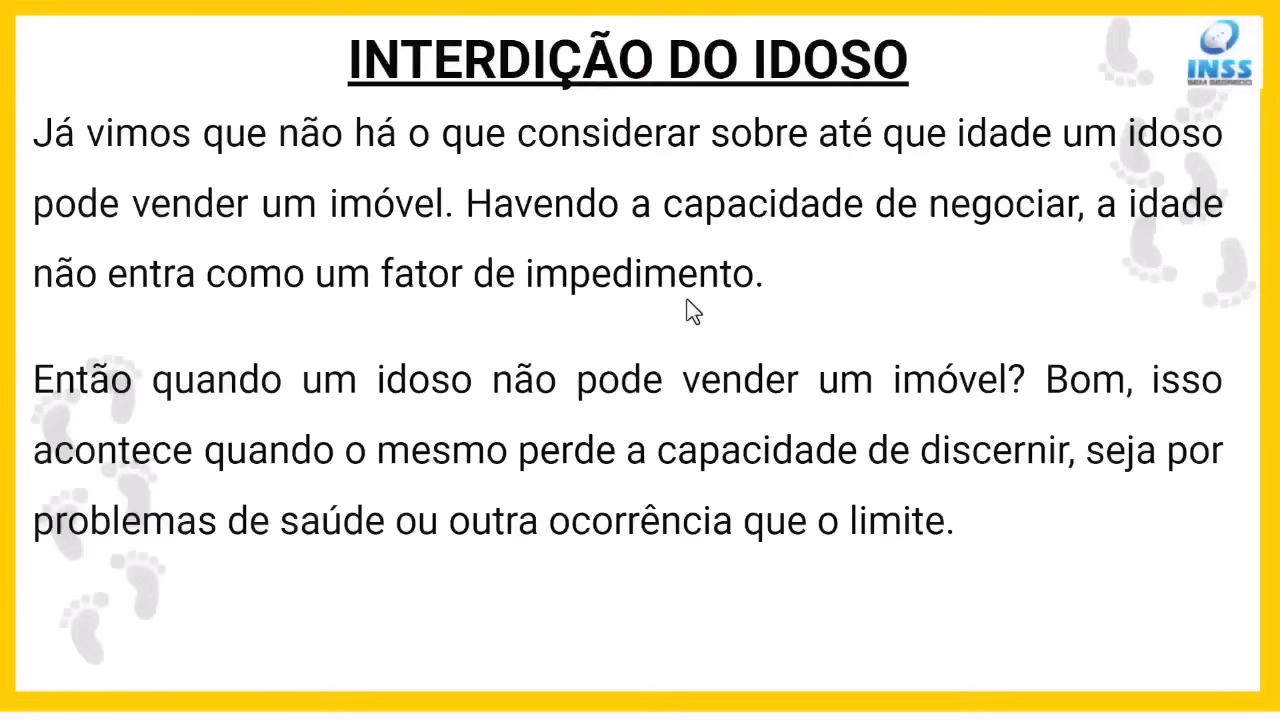 INTERDIÇÃO DO IDOSO
INSS
SEM SEGREDO
Já vimos que não há o que considerar sobre até que idade um idoso
pode vender um imóvel. Havendo a capacidade de negociar, a idade
não entra como um fator de impedimento.
Então quando um idoso não pode vender um imóvel? Bom, isso
acontece quando o mesmo perde a capacidade de discernir, seja por
problemas de saúde ou outra ocorrência que o limite.